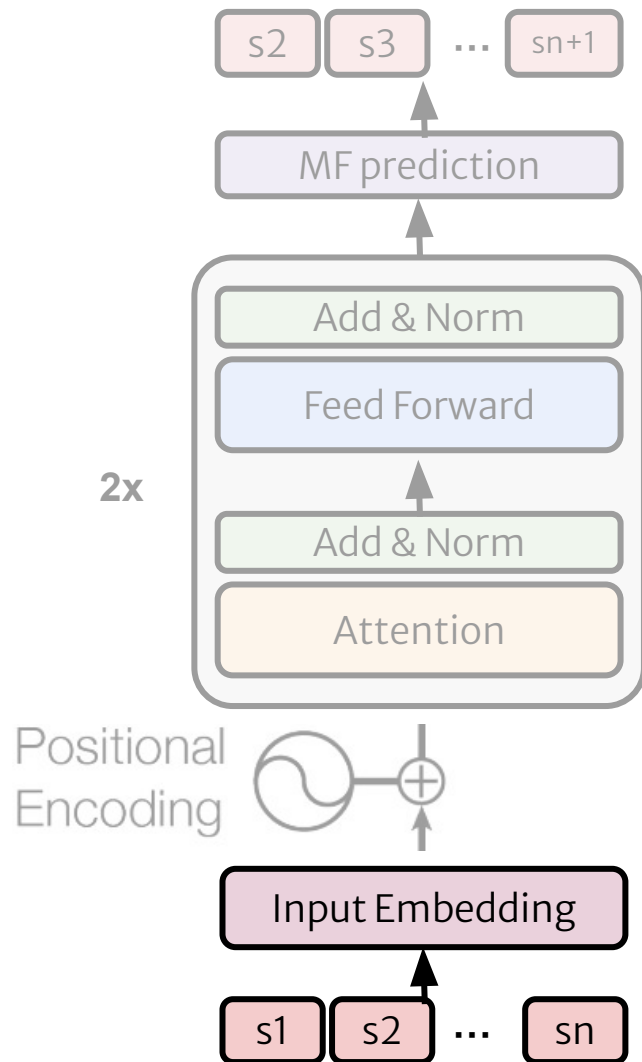 s2 s3 ... sn+1
MF prediction
Add & Norm
Feed Forward
2x
Add & Norm
Attention
Positional
Encoding
Input Embedding
s1 s2 ... sn